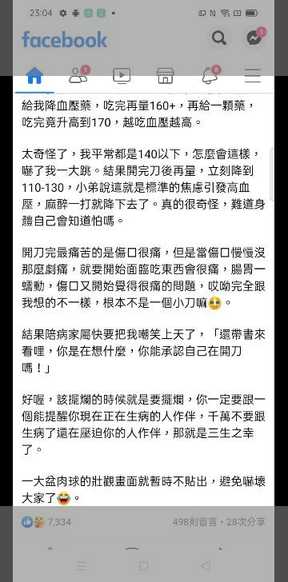 23:04
facebook
給我降血壓藥，吃完再量160+，再給一顆藥，
吃完竟升高到170，越吃血壓越高。
太奇怪了，我平常都是140以下，怎麼會這樣，
嚇了我一大跳。結果開完刀後再量，立刻降到
110-130，小弟說這就是標準的焦慮引發高血
壓，麻醉一打就降下去了。真的很奇怪，難道身
體自己會知道怕嗎。
開刀完最痛苦的是傷口很痛，但是當傷口慢慢沒
那麼劇痛，就要開始面臨吃東西會很痛，腸胃一
蠕動，傷口又開始覺得很痛的問題，哎呦完全跟
我想的不一樣，根本不是一個小刀嘛🥲。
結果陪病家屬快要把我嘲笑上天了，「還帶書來
看哩，你是在想什麼，你能承認自己在開刀
嗎！」
好喔，該擺爛的時候就是要擺爛，你一定要跟一
個能提醒你現在正在生病的人作伴，千萬不要跟
生病了還在壓迫你的人作伴，那就是三生之幸
了。
一大盆肉球的壯觀畫面就暫時不貼出，避免嚇壞
大家了😂。
7,334
498則留言・28次分享